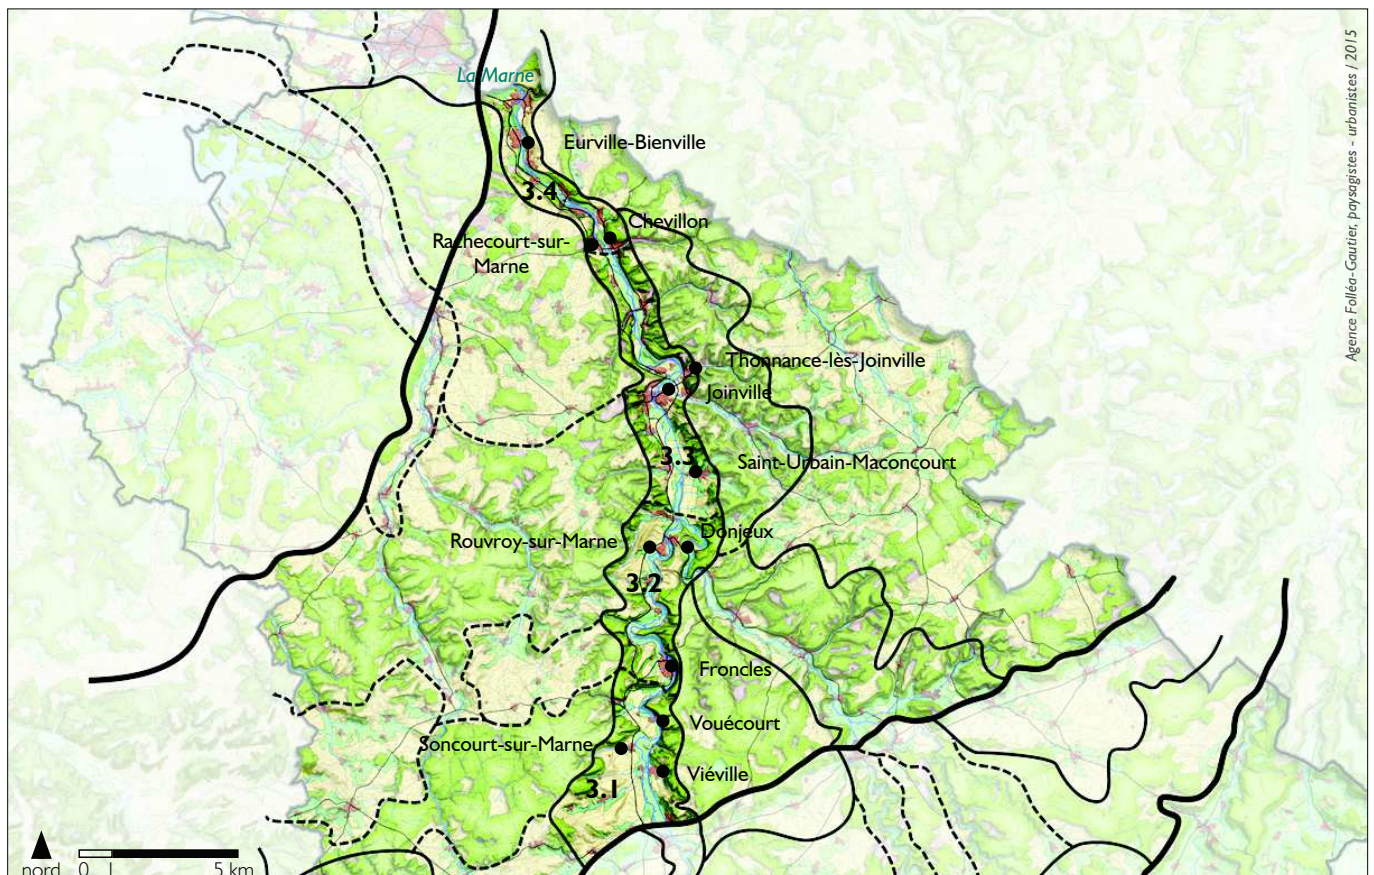 La Marne
Agence Folléa-Gautier, paysagistes - urbanistes / 2015
Eurville-Bienville
3.4
Chevillon
Rachecourt-sur-
Marne
Thonnance-lès-Joinville
Joinville
3.3
Saint-Urbain-Maconcourt
Donjeux
Rouvroy-sur-Marne
3.2
Froncles
Vouécourt
Soncourt-sur-Marne
Viéville
3.1
nord 0 1 5 km